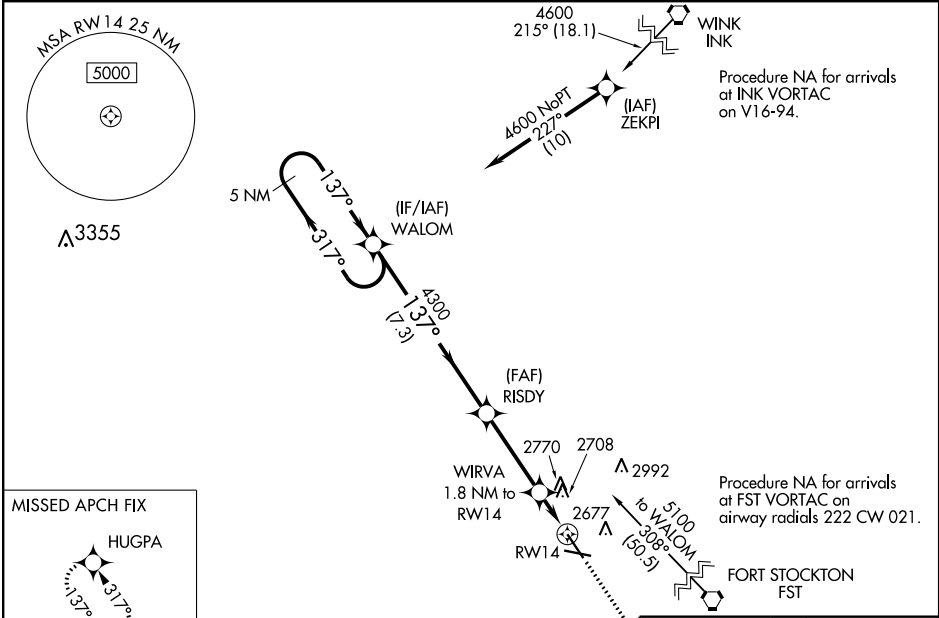 MSA RW14 25 NM
5000
3355
4600
215° (18.1)
WINK
INK
Procedure NA for arrivals
at INK VORTAC
on V16-94.
4600 NoPT
227°
(10)
(IAF)
ZEKPI
5 NM
137°
317°
(IF/IAF)
WALOM
4300
137°
(7.3)
(FAF)
RISDY
2770
2708
2992
WIRVA
1.8 NM to
RW14
2677
RW14
5100
to WALOM
308°
(50.5)
Procedure NA for arrivals
at FST VORTAC on
airway radials 222 CW 021.
FORT STOCKTON
FST
MISSED APCH FIX
HUGPA
137°
317°